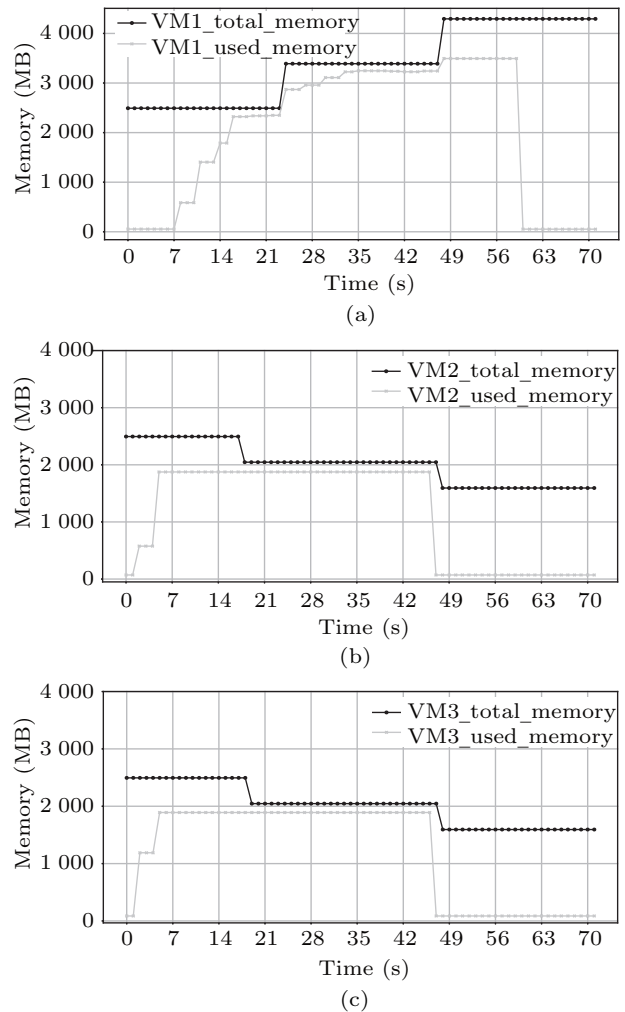 VM1_total_memory
VM1_used_memory
4 000
3 000
2 000
1 000
0
Memory (MB)
0 7 14 21 28 35 42 49 56 63 70
Time (s)
(a)
VM2_total_memory
VM2_used_memory
4 000
3 000
2 000
1 000
0
Memory (MB)
0 7 14 21 28 35 42 49 56 63 70
Time (s)
(b)
VM3_total_memory
VM3_used_memory
4 000
3 000
2 000
1 000
0
Memory (MB)
0 7 14 21 28 35 42 49 56 63 70
Time (s)
(c)